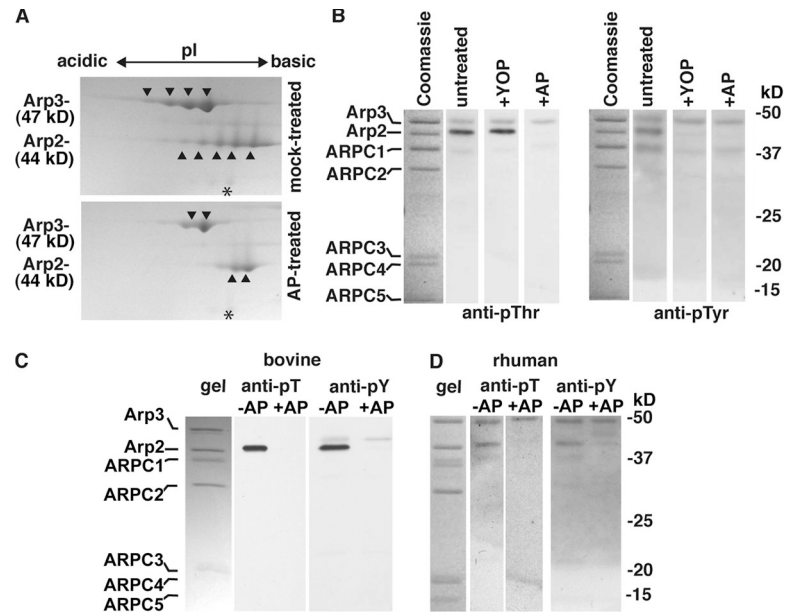 A
acidic pI basic
Arp3-
(47 kD)
Arp2-
(44 kD)
mock-treated
*
Arp3-
(47 kD)
Arp2-
(44 kD)
AP-treated
*
B
Coomassie untreated +YOP +AP Coomassie untreated +YOP +AP
kD
Arp3 -50
Arp2
ARPC1 -37
ARPC2
-25
ARPC3
ARPC4 -20
-15
ARPC5
anti-pThr anti-pTyr
C bovine
gel anti-pT anti-pY
-AP +AP -AP +AP
Arp3
Arp2
ARPC1
ARPC2
ARPC3
ARPC4
ARPC5
D rhuman
gel anti-pT anti-pY
-AP +AP -AP +AP kD
-50
-37
-25
-20
-15